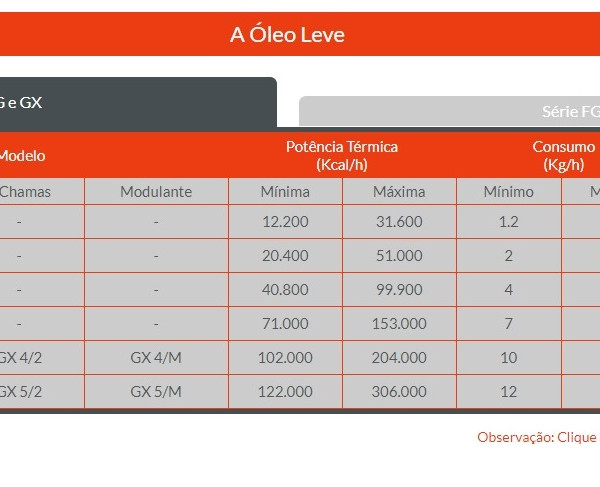 A Óleo Leve
G e GX
Série FG
Modelo Potência Térmica Consumo
(Kcal/h) (Kg/h)
Chamas Modulante Mínima Máxima Mínimo M
- - 12.200 31.600 1.2
- - 20.400 51.000 2
- - 40.800 99.900 4
- - 71.000 153.000 7
GX 4/2 GX 4/M 102.000 204.000 10
GX 5/2 GX 5/M 122.000 306.000 12
Observação: Clique